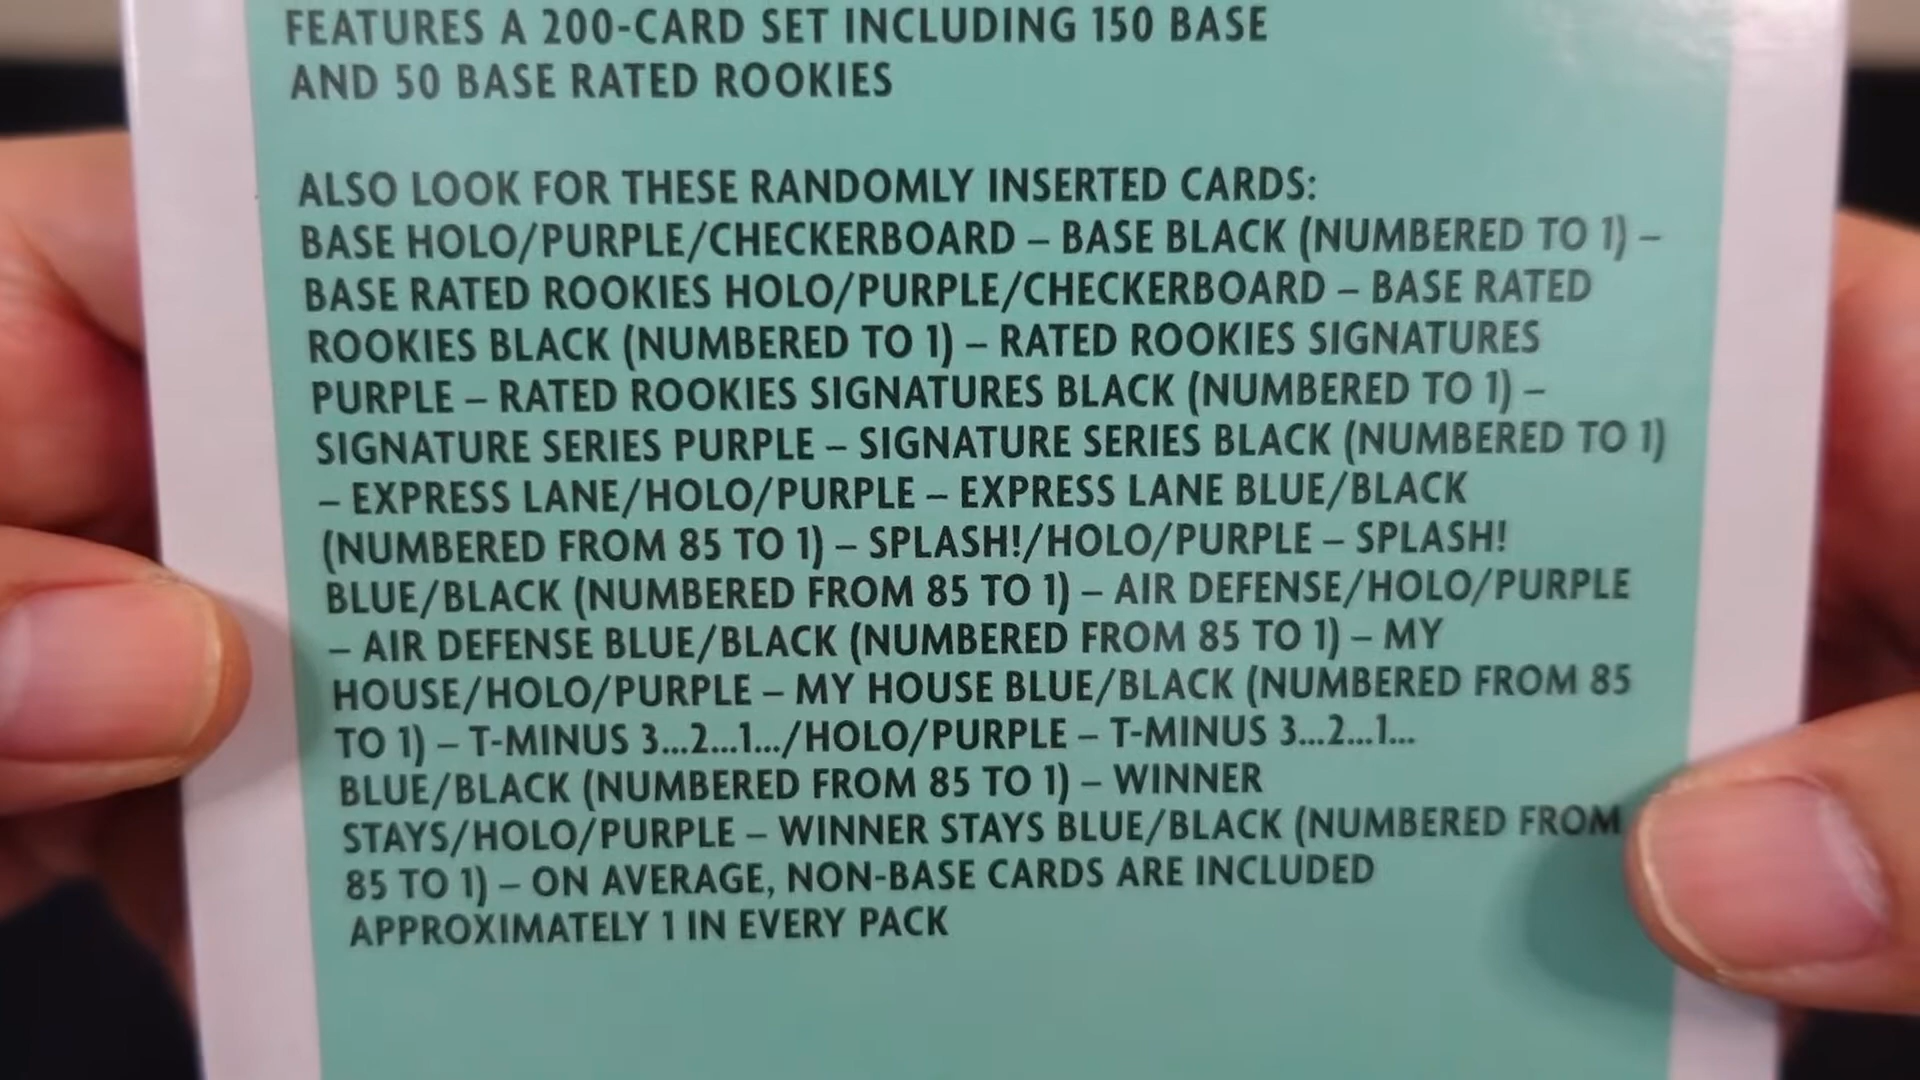 FEATURES A 200-CARD SET INCLUDING 150 BASE
AND 50 BASE RATED ROOKIES
ALSO LOOK FOR THESE RANDOMLY INSERTED CARDS:
BASE HOLO/PURPLE/CHECKERBOARD – BASE BLACK (NUMBERED TO 1) –
BASE RATED ROOKIES HOLO/PURPLE/CHECKERBOARD – BASE RATED
ROOKIES BLACK (NUMBERED TO 1) – RATED ROOKIES SIGNATURES
PURPLE – RATED ROOKIES SIGNATURES BLACK (NUMBERED TO 1) –
SIGNATURE SERIES PURPLE – SIGNATURE SERIES BLACK (NUMBERED TO 1)
– EXPRESS LANE/HOLO/PURPLE – EXPRESS LANE BLUE/BLACK
(NUMBERED FROM 85 TO 1) – SPLASH!/HOLO/PURPLE – SPLASH!
BLUE/BLACK (NUMBERED FROM 85 TO 1) – AIR DEFENSE/HOLO/PURPLE
– AIR DEFENSE BLUE/BLACK (NUMBERED FROM 85 TO 1) – MY
HOUSE/HOLO/PURPLE – MY HOUSE BLUE/BLACK (NUMBERED FROM 85
TO 1) – T-MINUS 3...2...1.../HOLO/PURPLE – T-MINUS 3...2...1...
BLUE/BLACK (NUMBERED FROM 85 TO 1) – WINNER
STAYS/HOLO/PURPLE – WINNER STAYS BLUE/BLACK (NUMBERED FROM
85 TO 1) – ON AVERAGE, NON-BASE CARDS ARE INCLUDED
APPROXIMATELY 1 IN EVERY PACK